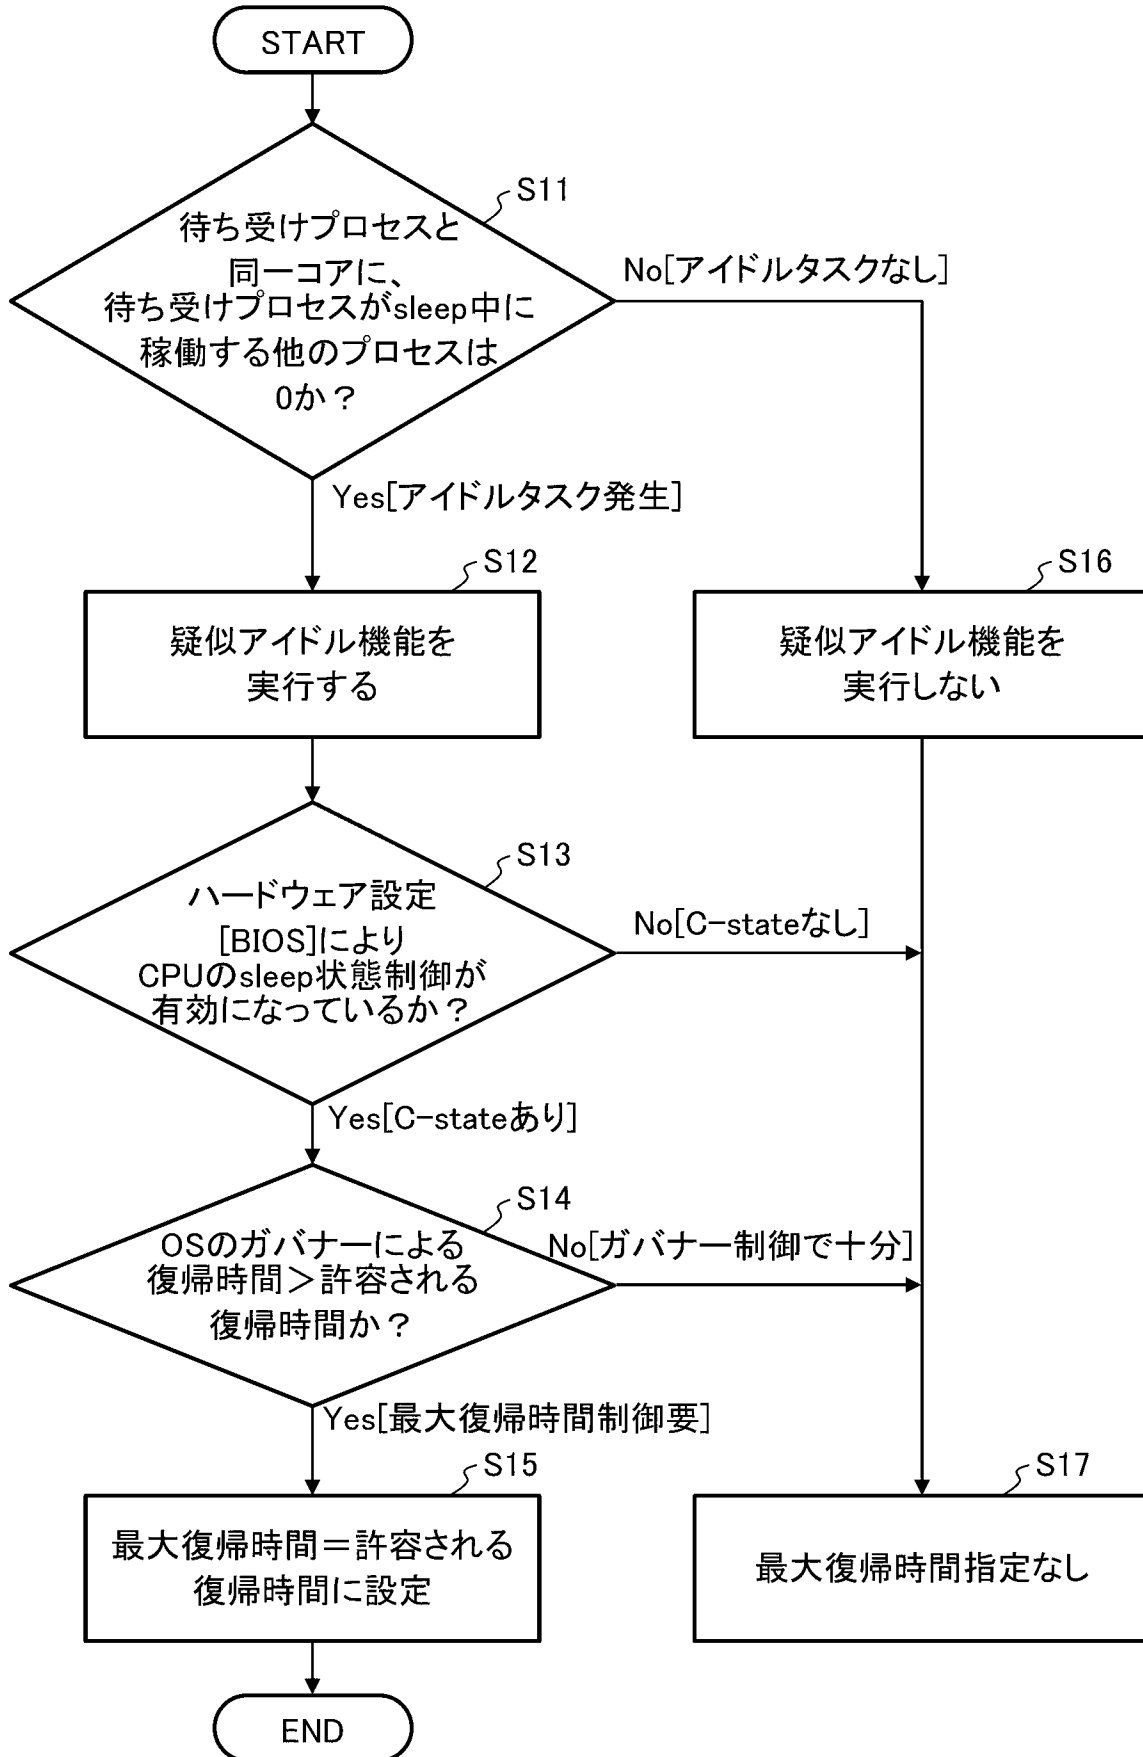 START
S11
待ち受けプロセスと
同一コアに、
待ち受けプロセスがsleep中に
稼働する他のプロセスは
0か？
No[アイドルタスクなし]
Yes[アイドルタスク発生]
S12
疑似アイドル機能を
実行する
S16
疑似アイドル機能を
実行しない
S13
ハードウェア設定
[BIOS]により
CPUのsleep状態制御が
有効になっているか？
No[C-stateなし]
Yes[C-stateあり]
S14
OSのガバナーによる
復帰時間＞許容される
復帰時間か？
No[ガバナー制御で十分]
Yes[最大復帰時間制御要]
S15
最大復帰時間＝許容される
復帰時間に設定
S17
最大復帰時間指定なし
END